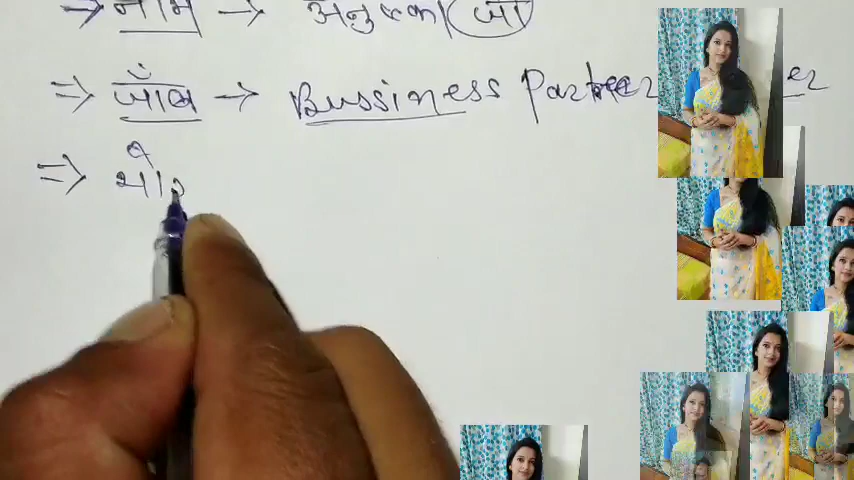 ⇒ नाम → अनुष्का जी
⇒ जॉब → Bussiness Partner
⇒